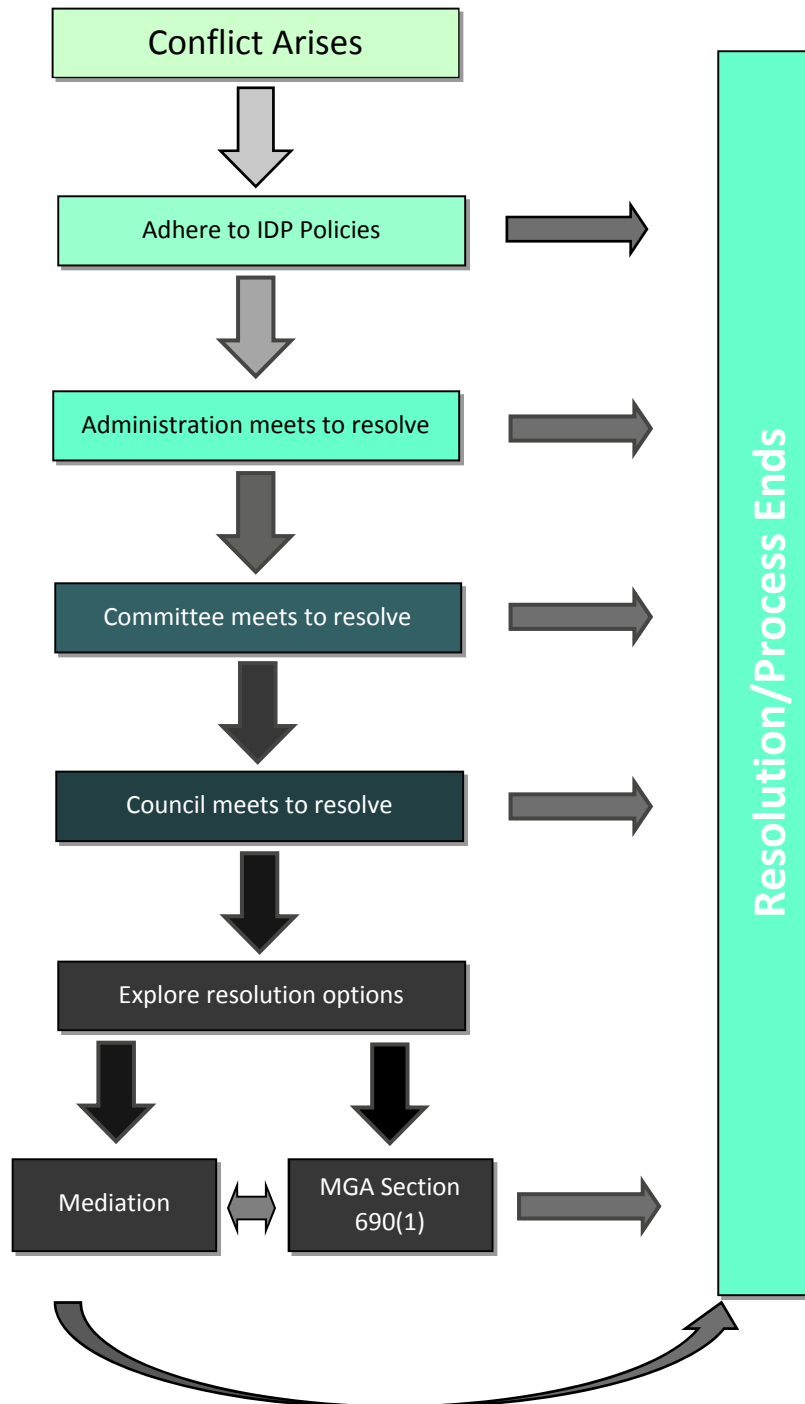 Conflict Arises
Adhere to IDP Policies
Administration meets to resolve
Committee meets to resolve
Council meets to resolve
Explore resolution options
Mediation
MGA Section
690(1)
Resolution/Process Ends